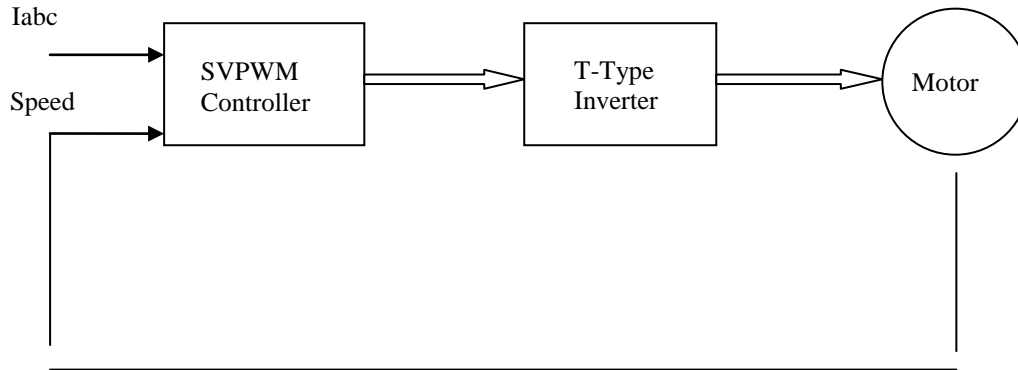 Iabc
Speed
SVPWM
Controller
T-Type
Inverter
Motor